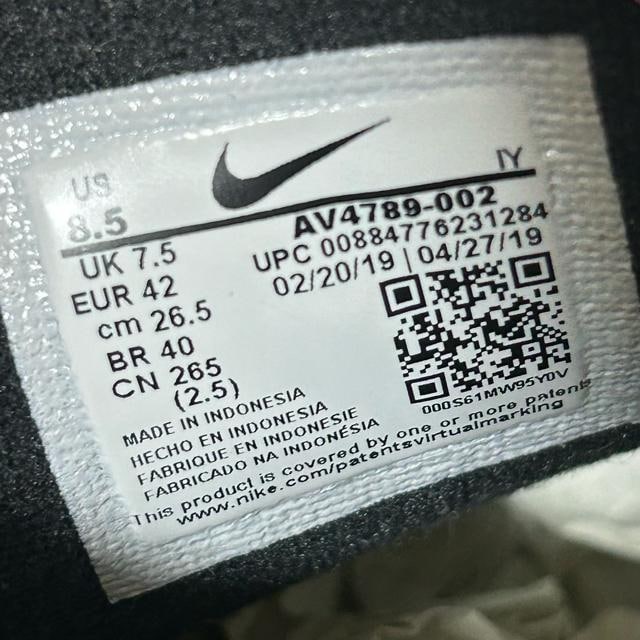 US
8.5
UK 7.5
EUR 42
cm 26.5
BR 40
CN 265
(2.5)
IY
AV4789-002
UPC 00884776231284
02/20/19 | 04/27/19
000S61MW95Y0V
MADE IN INDONESIA
HECHO EN INDONESIA
FABRIQUE EN INDONESIE
FABRICADO NA INDONÉSIA
This product is covered by one or more patents
www.nike.com/patentsvirtualmarking